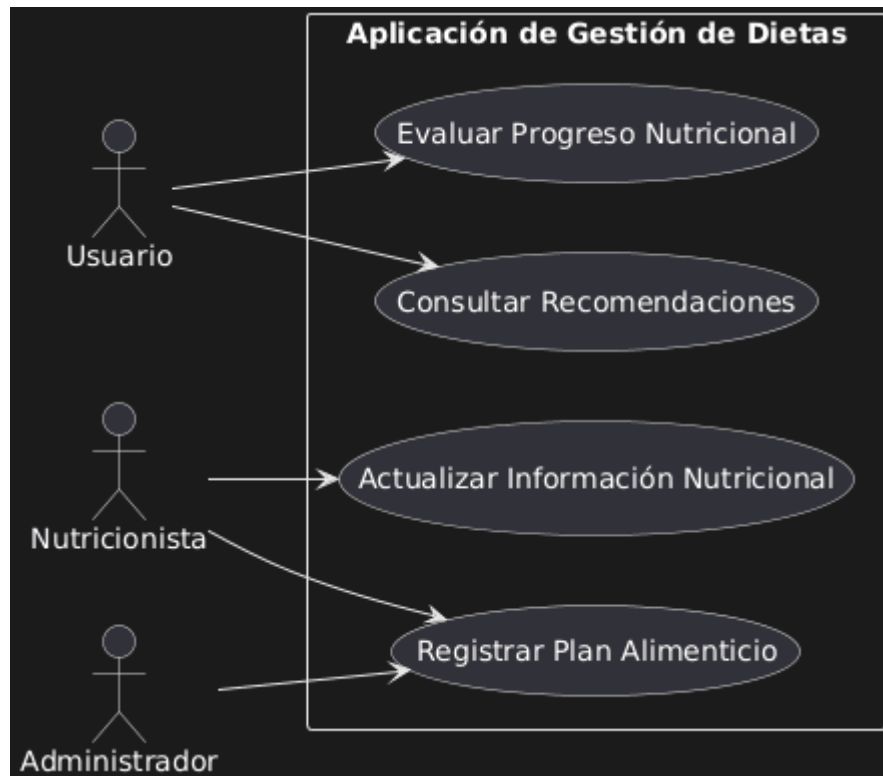 Aplicación de Gestión de Dietas
Evaluar Progreso Nutricional
Usuario
Consultar Recomendaciones
Actualizar Información Nutricional
Nutricionista
Registrar Plan Alimenticio
Administrador